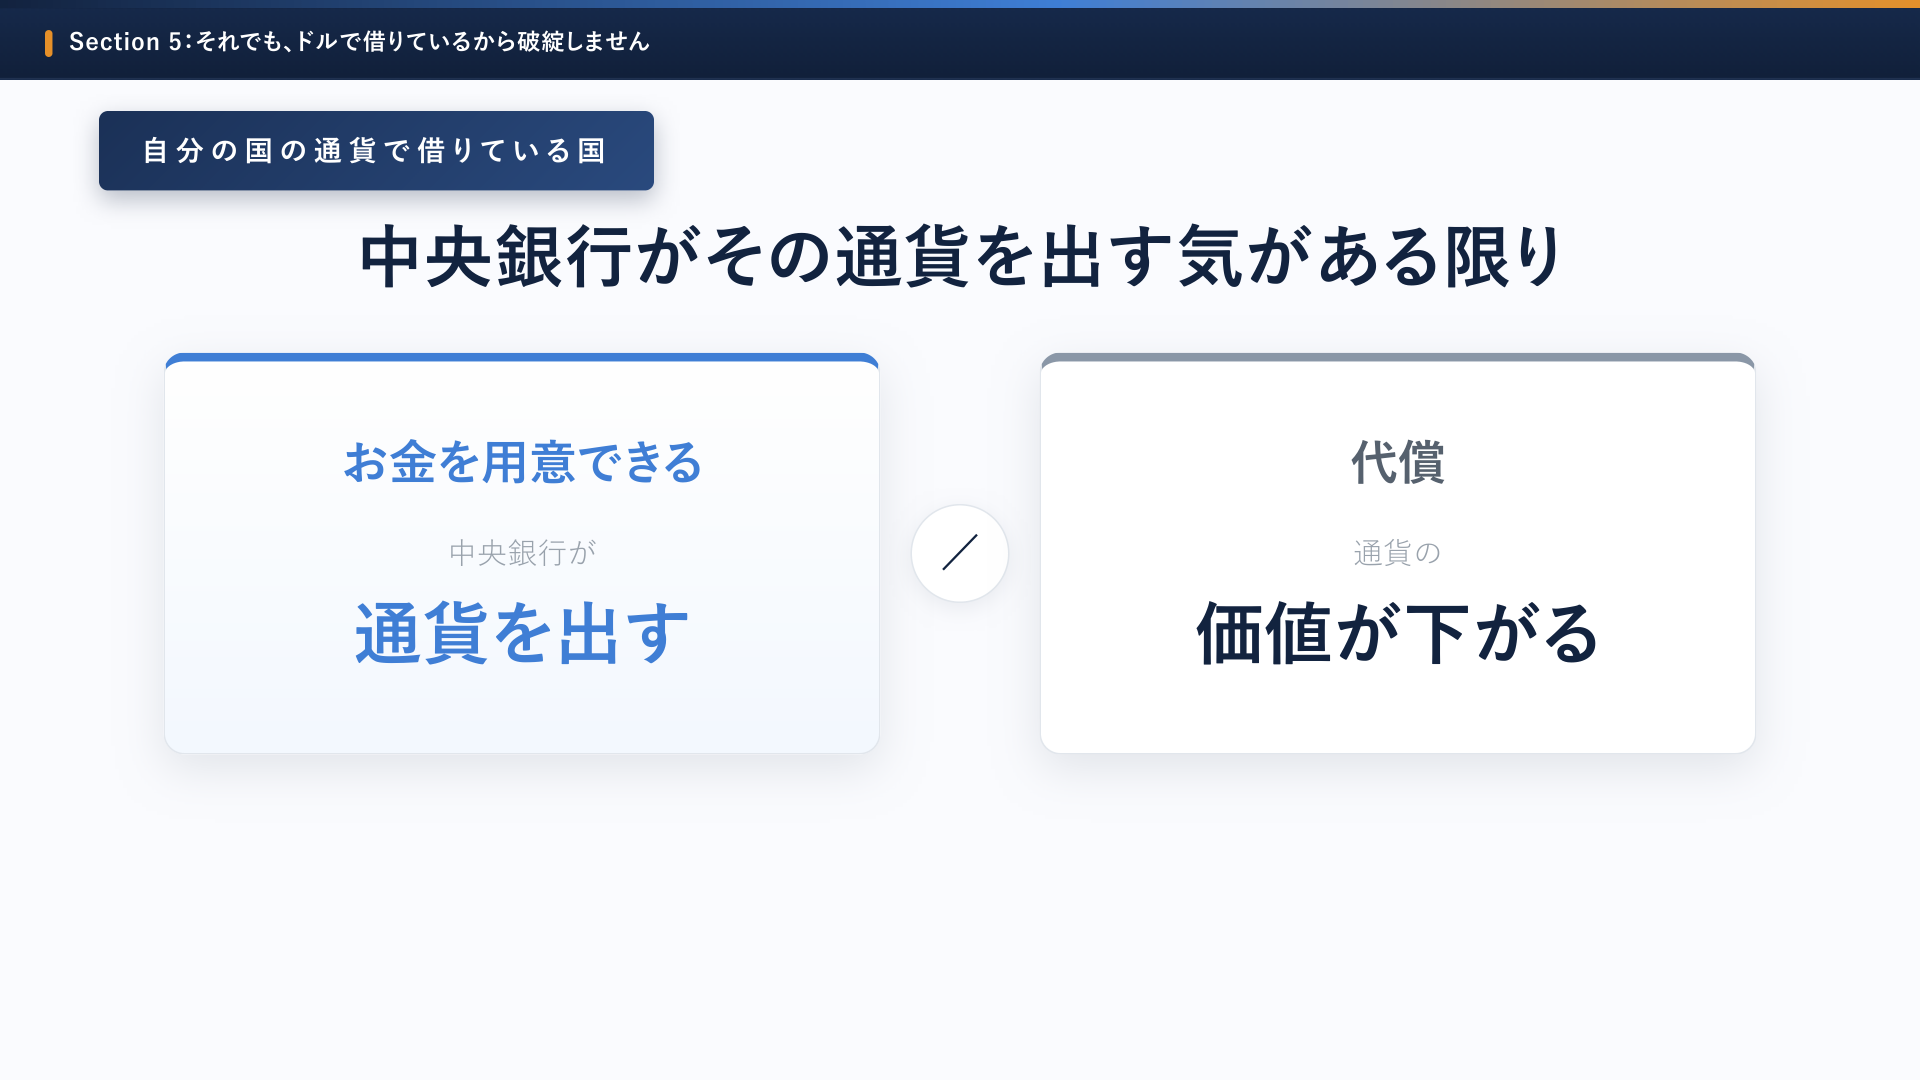 Section 5：それでも、ドルで借りているから破綻しません
自分の国の通貨で借りている国
中央銀行がその通貨を出す気がある限り
お金を用意できる
中央銀行が
通貨を出す
／
代償
通貨の
価値が下がる